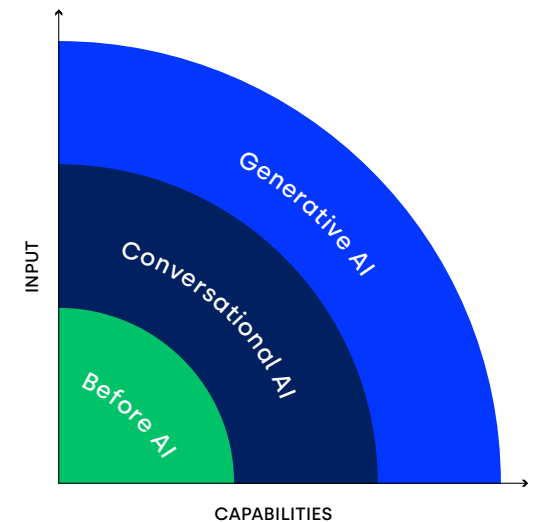 Generative AI
Conversational AI
Before AI
INPUT
CAPABILITIES